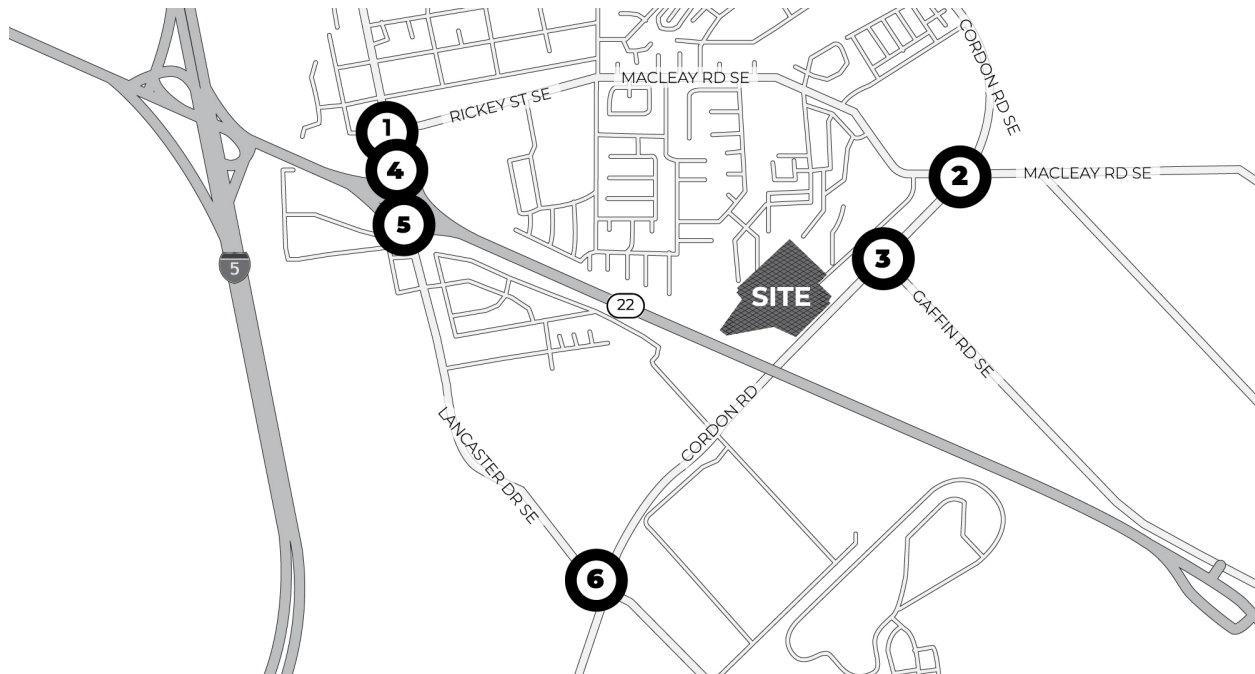 CORDON RD SE
MACLEAY RD SE
RICKEY ST SE
1
4
2
MACLEAY RD SE
5
3
5
SITE
22
GAFFIN RD SE
CORDON RD
LANCASTER DR SE
6